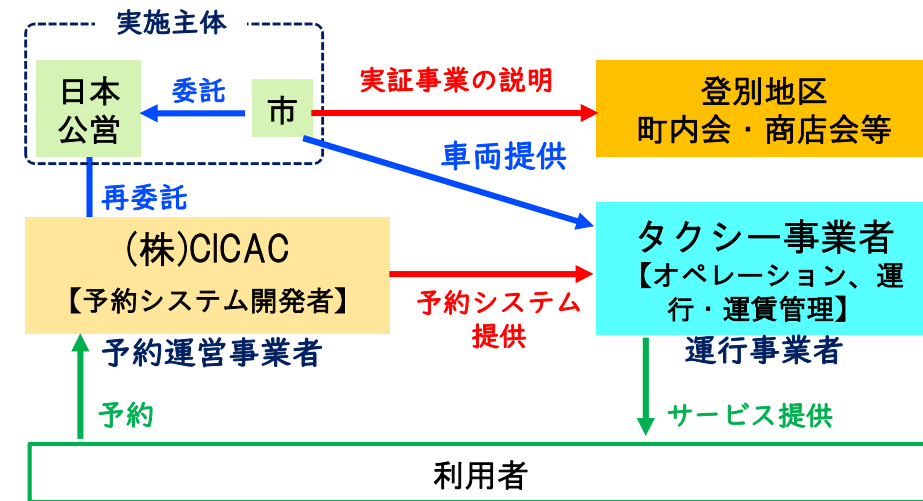 実施主体
日本
公営
委託
市
実証事業の説明
登別地区
町内会・商店会等
車両提供
再委託
(株)CICAC
【予約システム開発者】
予約システム
提供
タクシー事業者
【オペレーション、運
行・運賃管理】
予約運営事業者
運行事業者
予約
サービス提供
利用者